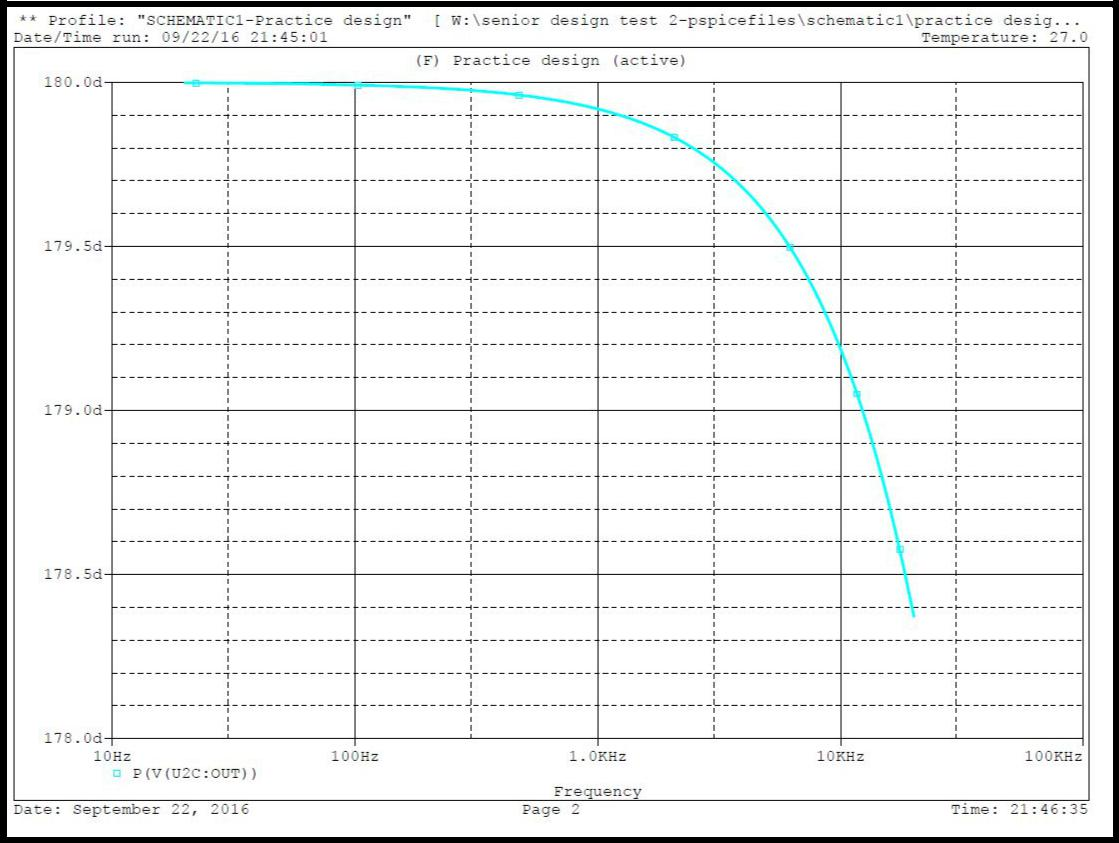 ** Profile: "SCHEMATIC1-Practice design"  [ W:\senior design test 2-pspicefiles\schematic1\practice desig...
Date/Time run: 09/22/16 21:45:01 Temperature: 27.0
(F) Practice design (active)
180.0d
179.5d
179.0d
178.5d
178.0d
10Hz 100Hz 1.0KHz 10KHz 100KHz
P(V(U2C:OUT))
Frequency
Date: September 22, 2016 Page 2 Time: 21:46:35